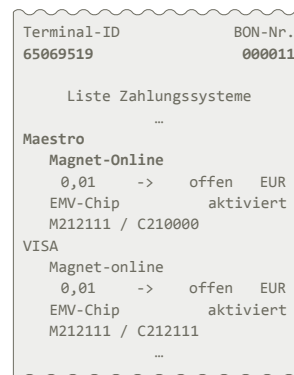 Terminal-ID BON-Nr.
65069519 000011
Liste Zahlungssysteme
…
Maestro
Magnet-Online
0,01 -> offen EUR
EMV-Chip aktiviert
M212111 / C210000
VISA
Magnet-online
0,01 -> offen EUR
EMV-Chip aktiviert
M212111 / C212111
…